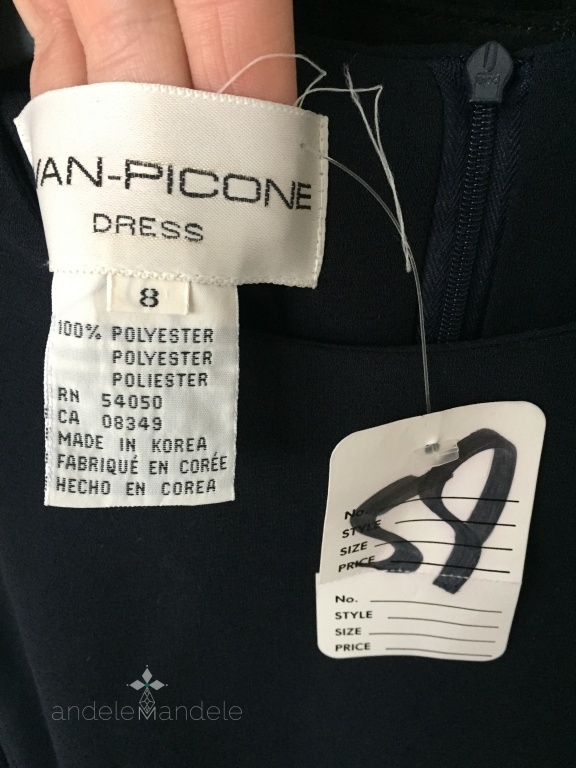 VAN-PICONE
DRESS
8
100% POLYESTER
POLYESTER
POLIESTER
RN 54050
CA 08349
MADE IN KOREA
FABRIQUÉ EN CORÉE
HECHO EN COREA
No.
STYLE
SIZE
PRICE
No.
STYLE
SIZE
PRICE
andeleMandele